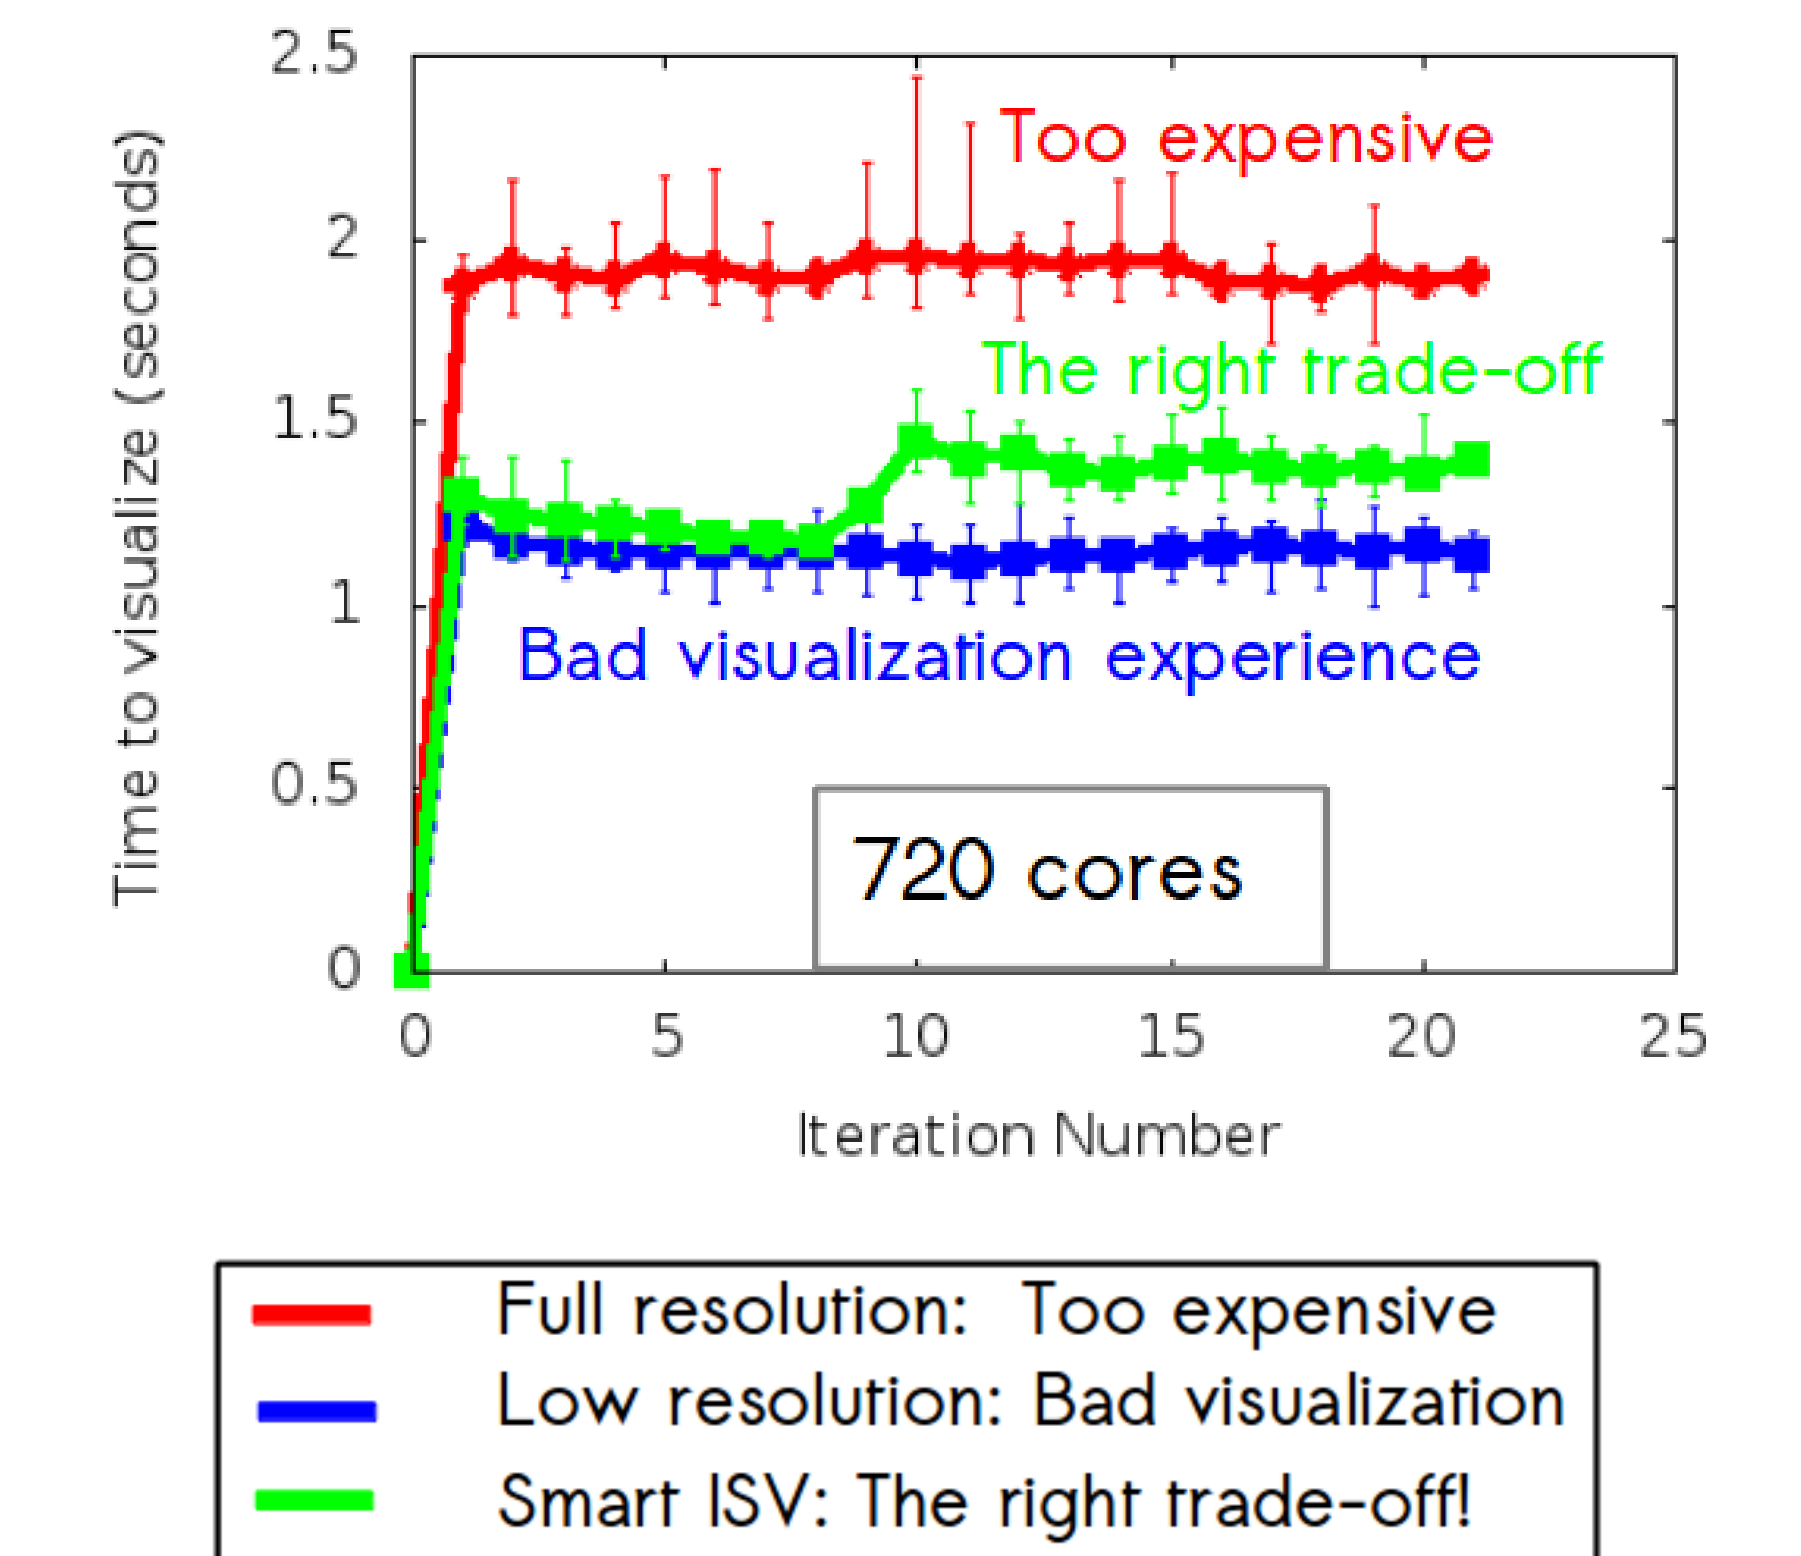 2.5
Too expensive
2
The right trade-off
1.5
1
Bad visualization experience
0.5
720 cores
0
Time to visualize (seconds)
0 5 10 15 20 25
Iteration Number
Full resolution: Too expensive
Low resolution: Bad visualization
Smart ISV: The right trade-off!